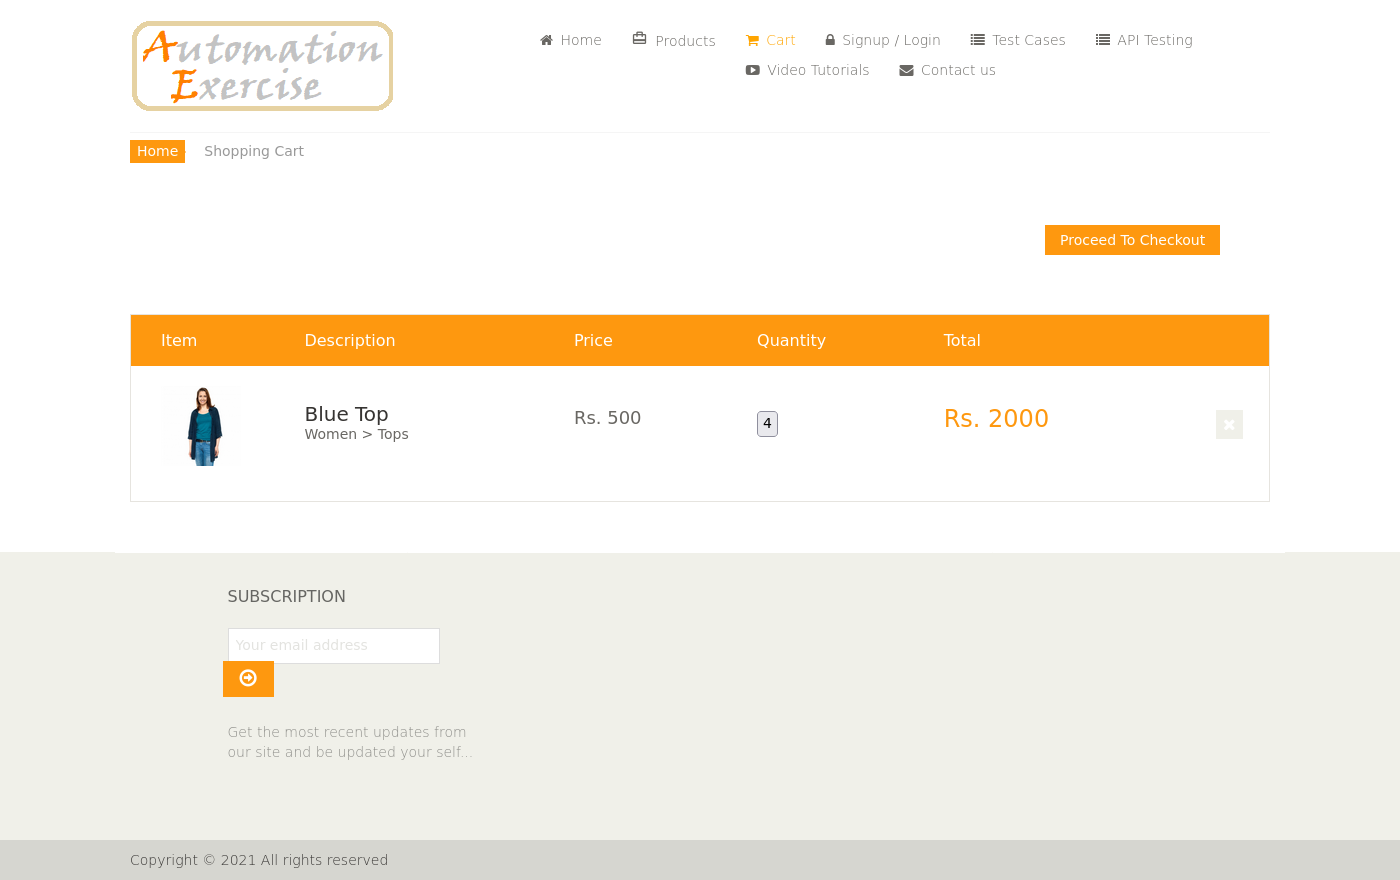 Automation
Exercise
Home Products Cart Signup / Login Test Cases API Testing
Video Tutorials Contact us
Home Shopping Cart
Proceed To Checkout
Item Description Price Quantity Total
Blue Top Rs. 500 4 Rs. 2000
Women > Tops
SUBSCRIPTION
Your email address
Get the most recent updates from
our site and be updated your self...
Copyright © 2021 All rights reserved